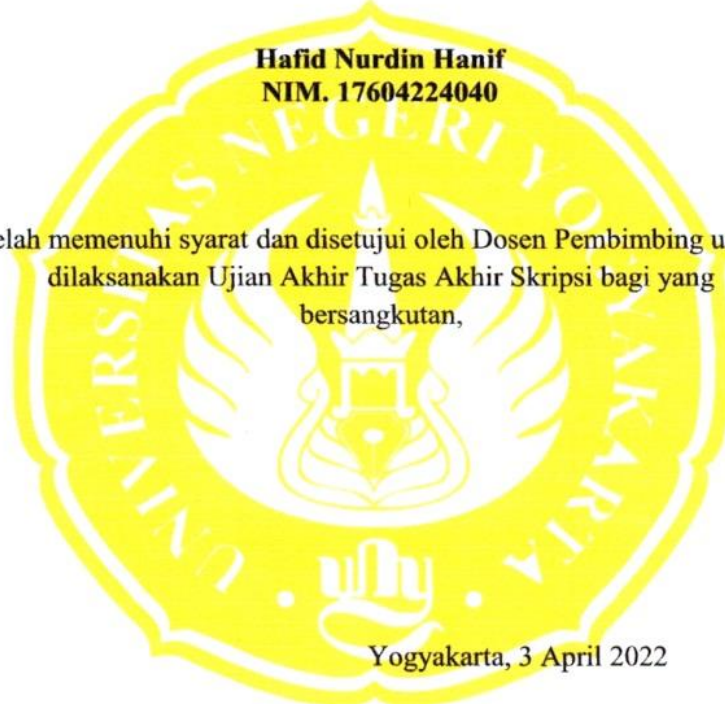 Hafid Nurdin Hanif
NIM. 17604224040
UNIVERSITAS NEGERI YOGYAKARTA
elah memenuhi syarat dan disetujui oleh Dosen Pembimbing u
dilaksanakan Ujian Akhir Tugas Akhir Skripsi bagi yang
bersangkutan,
Yogyakarta, 3 April 2022